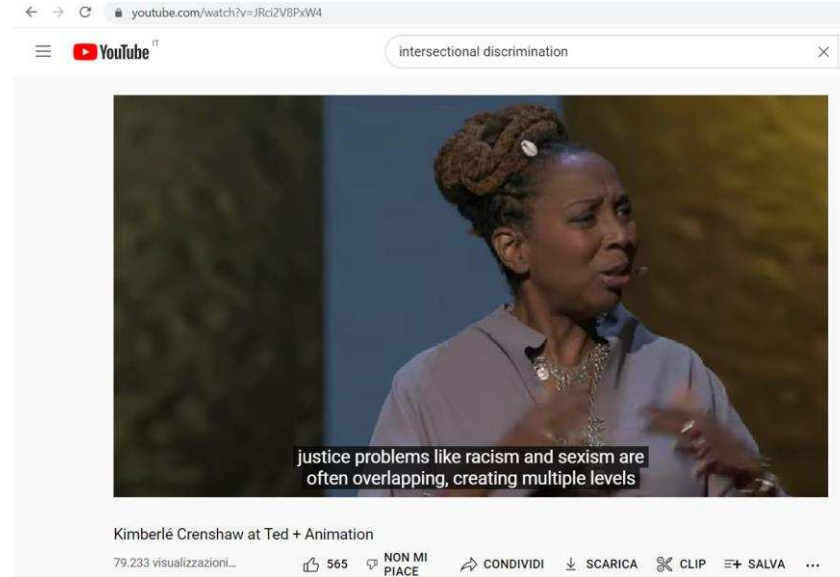 youtube.com/watch?v=JRci2V8PxW4
YouTube IT
intersectional discrimination
justice problems like racism and sexism are
often overlapping, creating multiple levels
Kimberlé Crenshaw at Ted + Animation
79.233 visualizzazioni... 565 NON MI PIACE CONDIVIDI SCARICA CLIP SALVA ...